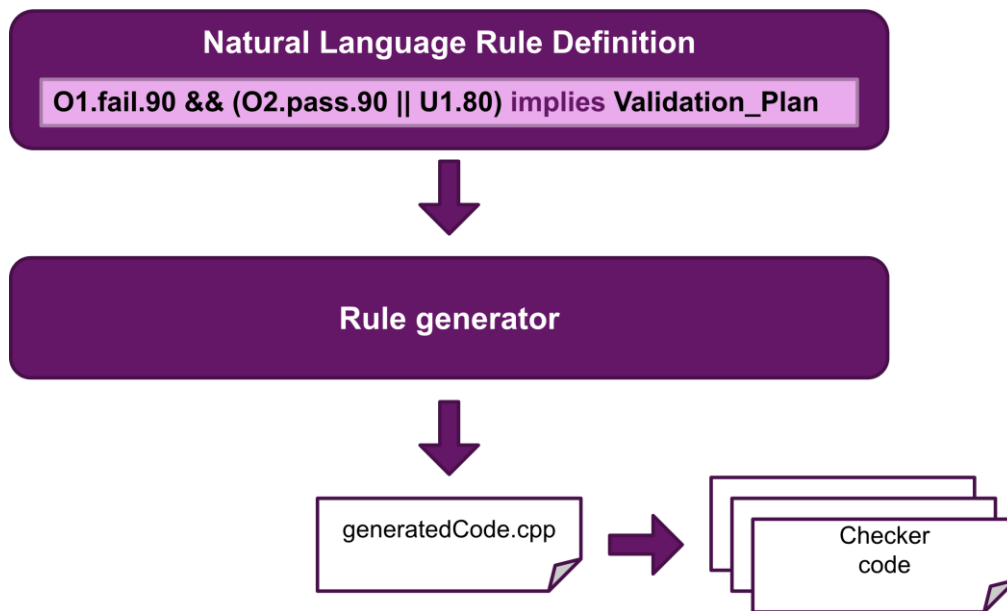 Natural Language Rule Definition
O1.fail.90 && (O2.pass.90 || U1.80) implies Validation_Plan
Rule generator
generatedCode.cpp
Checker
code